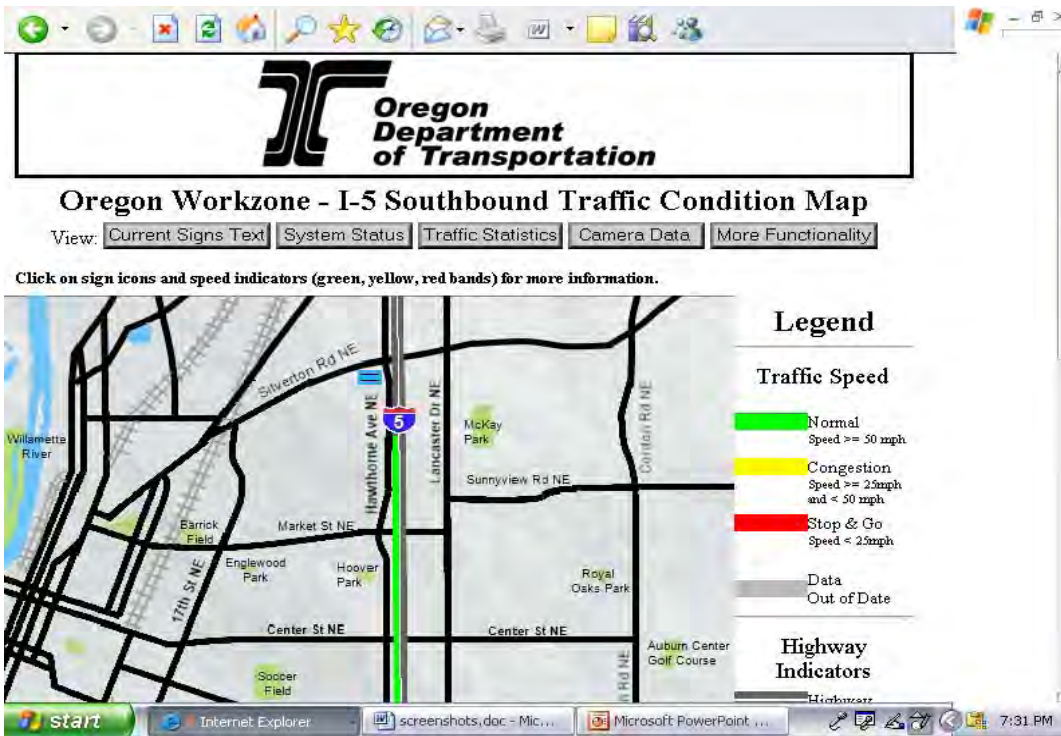 Oregon
Department
of Transportation
Oregon Workzone - I-5 Southbound Traffic Condition Map
View: Current Signs Text System Status Traffic Statistics Camera Data More Functionality
Click on sign icons and speed indicators (green, yellow, red bands) for more information.
Silverton Rd NE
Hawthorne Ave NE
5
Lancaster Dr NE
McKay
Park
Cordon Rd NE
Willamette
River
Sunnyview Rd NE
Barrick
Field
Market St NE
Englewood
Park
Hoover
Park
17th St NE
Royal
Oaks Park
Center St NE
Center St NE
Auburn Center
Golf Course
Rd NE
Soccer
Field
Legend
Traffic Speed
Normal
Speed >= 50 mph
Congestion
Speed >= 25mph
and < 50 mph
Stop & Go
Speed < 25mph
Data
Out of Date
Highway
Indicators
Highway
start Internet Explorer screenshots.doc - Mic... Microsoft PowerPoint ... 7:31 PM